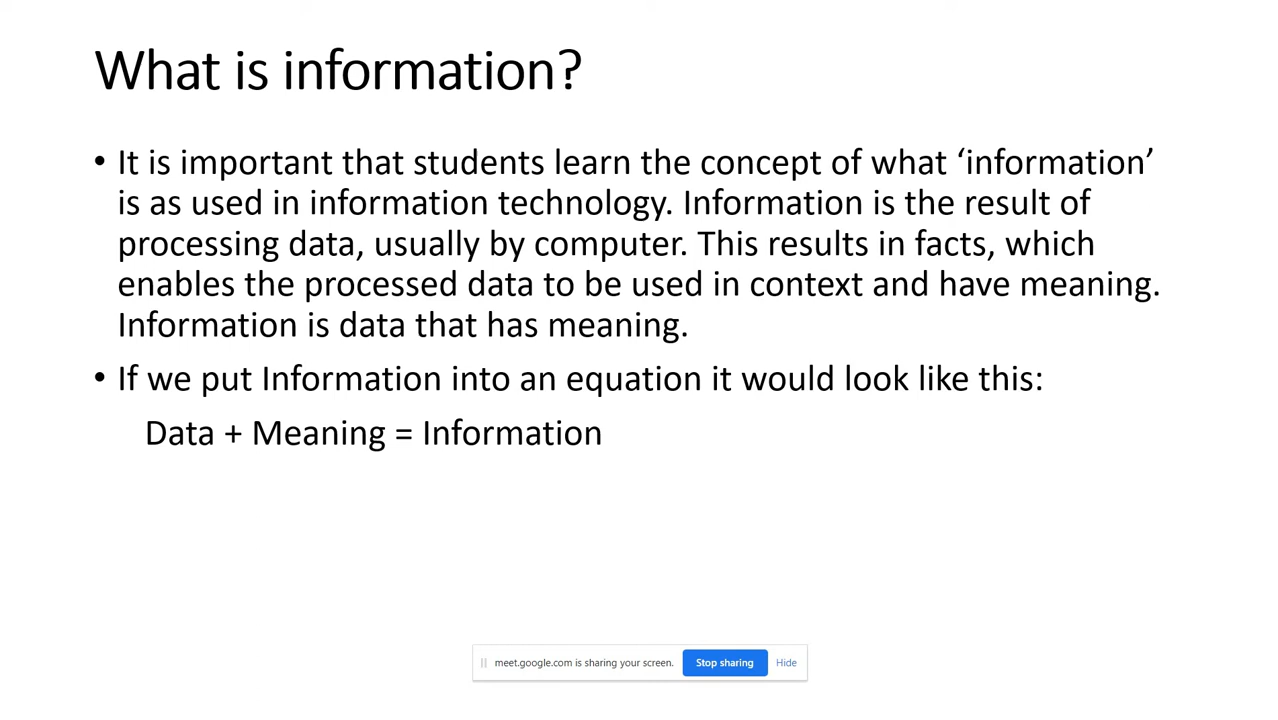 What is information?
• It is important that students learn the concept of what ‘information’
is as used in information technology. Information is the result of
processing data, usually by computer. This results in facts, which
enables the processed data to be used in context and have meaning.
Information is data that has meaning.
• If we put Information into an equation it would look like this:
Data + Meaning = Information
meet.google.com is sharing your screen. Stop sharing Hide